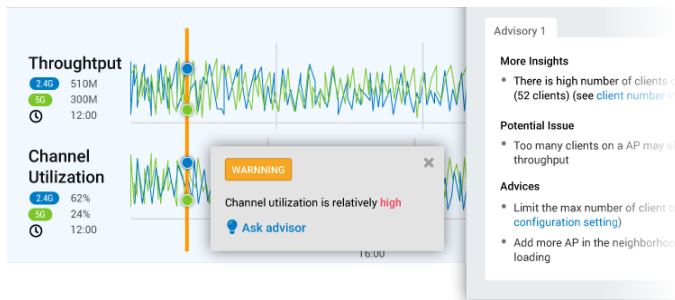 Throughtput
2.4G 510M
5G 300M
12:00
Channel
Utilization
2.4G 62%
5G 24%
12:00
WARNNING
Channel utilization is relatively high
Ask advisor
16:00
Advisory 1
More Insights
There is high number of clients
(52 clients) (see client number
Potential Issue
Too many clients on a AP may
throughput
Advices
Limit the max number of client
configuration setting)
Add more AP in the
loading